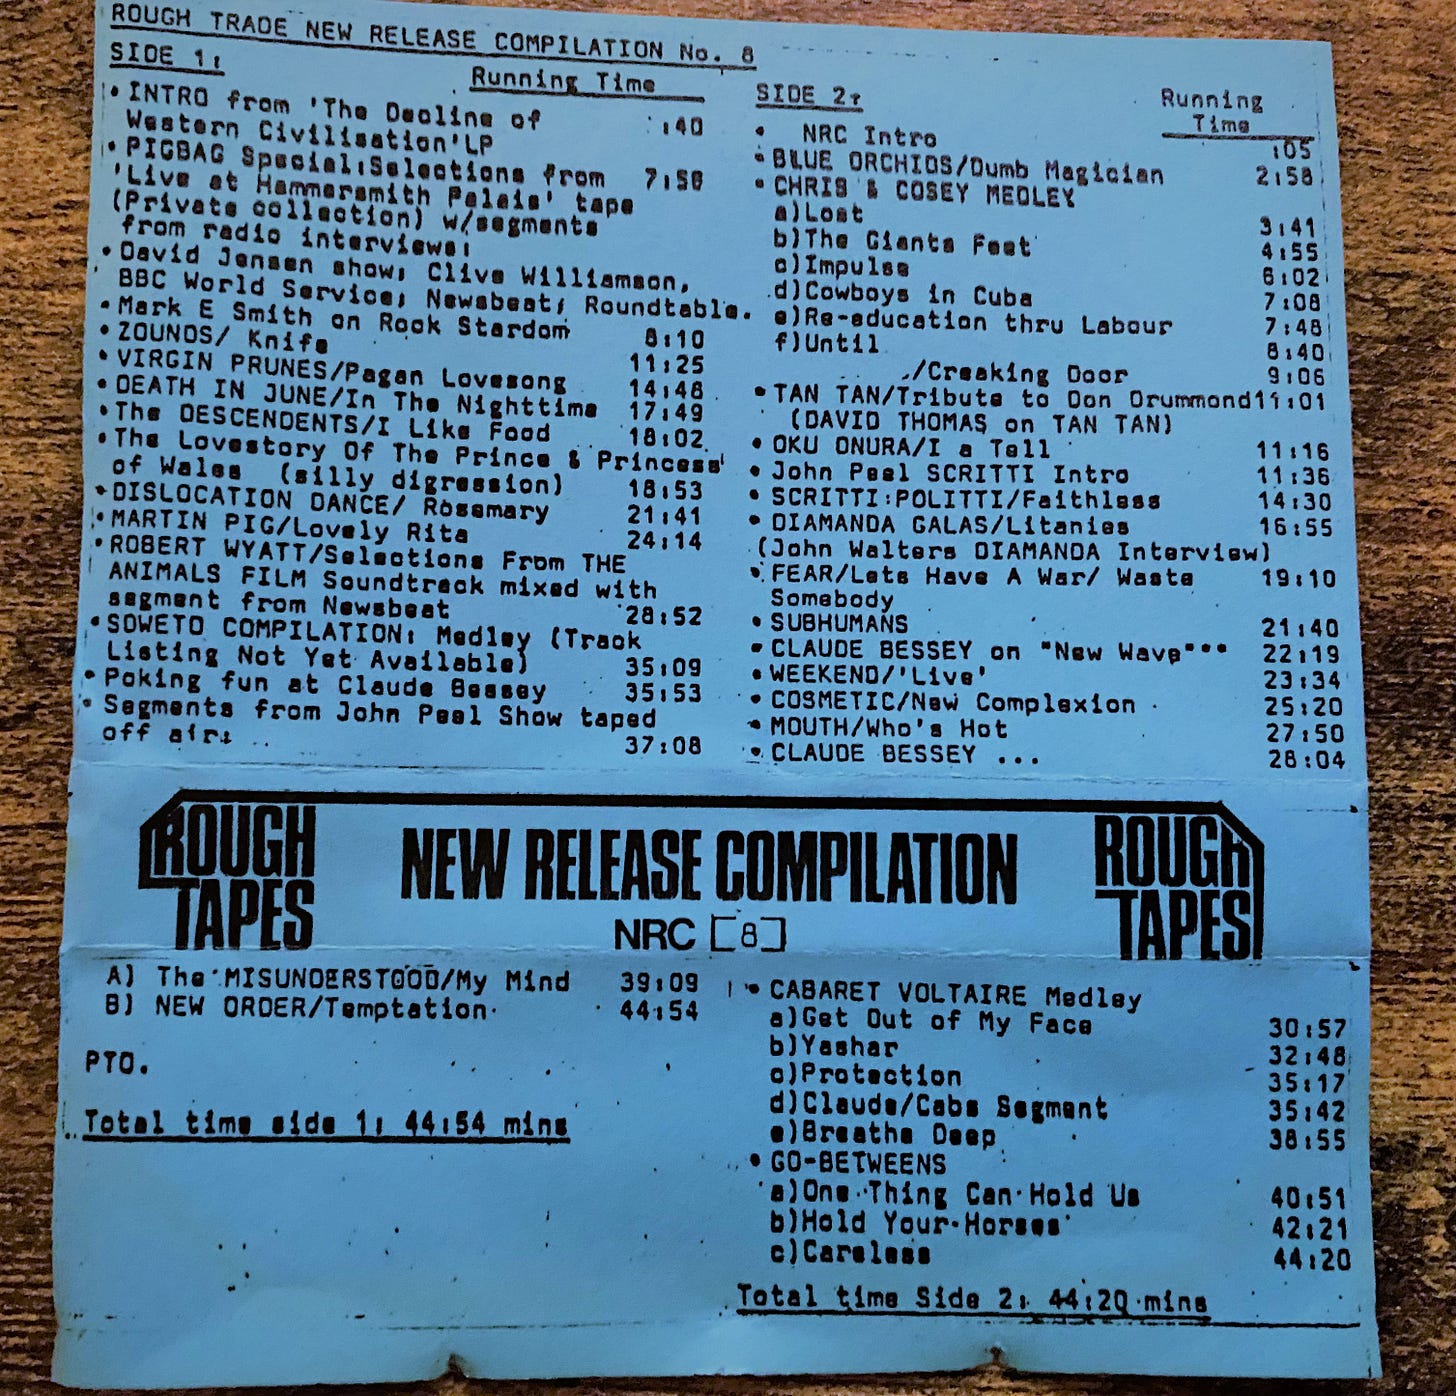 ROUGH TRADE NEW RELEASE COMPILATION No. 8
SIDE 1:
Running Time
• INTRO from 'The Decline of :40
Western Civilisation'LP
• PIGBAG Special:Selections from 7:58
'Live at Hammersmith Palais' tape
(Private collection) w/segments
from radio interviews:
• David Jensen show; Clive Williamson,
BBC World Service; Newsbeat; Roundtable.
• Mark E Smith on Rock Stardom 8:10
• ZOUNDS/ Knife 11:25
• VIRGIN PRUNES/Pagan Lovesong 14:48
• DEATH IN JUNE/In The Nighttime 17:49
• The DESCENDENTS/I Like Food 18:02
• The Lovestory Of The Prince & Princess
of Wales (silly digression) 18:53
• DISLOCATION DANCE/ Rosemary 21:41
• MARTIN PIG/Lovely Rita 24:14
• ROBERT WYATT/Selections From THE
ANIMALS FILM Soundtrack mixed with
segment from Newsbeat 28:52
• SOWETO COMPILATION: Medley (Track
Listing Not Yet Available) 35:09
• Poking fun at Claude Bessey 35:53
• Segments from John Peel Show taped
off air: 37:08
SIDE 2:
Running
Time
• NRC Intro :05
• BLUE ORCHIDS/Dumb Magician 2:58
• CHRIS & COSEY MEDLEY
a)Lost 3:41
b)The Giants Feet 4:55
c)Impulse 6:02
d)Cowboys in Cuba 7:08
e)Re-education thru Labour 7:48
f)Until 8:40
./Creaking Door 9:06
• TAN TAN/Tribute to Don Drummond 11:01
(DAVID THOMAS on TAN TAN)
• OKU ONURA/I a Tell 11:16
• John Peel SCRITTI Intro 11:36
• SCRITTI:POLITTI/Faithless 14:30
• DIAMANDA GALAS/Litanies 16:55
(John Walters DIAMANDA Interview)
• FEAR/Lets Have A War/ Waste 19:10
Somebody
• SUBHUMANS 21:40
• CLAUDE BESSEY on "New Wave"•• 22:19
• WEEKEND/'Live' 23:34
• COSMETIC/New Complexion 25:20
• MOUTH/Who's Hot 27:50
• CLAUDE BESSEY ... 28:04
ROUGH TAPES
NEW RELEASE COMPILATION
NRC [8]
ROUGH TAPES
A) The MISUNDERSTOOD/My Mind 39:09
B) NEW ORDER/Temptation 44:54
PTO.
Total time side 1: 44:54 mins
• CABARET VOLTAIRE Medley
a)Get Out of My Face 30:57
b)Yashar 32:48
c)Protection 35:17
d)Claude/Cabs Segment 35:42
e)Breathe Deep 38:55
• GO-BETWEENS
a)One Thing Can Hold Us 40:51
b)Hold Your Horses 42:21
c)Careless 44:20
Total time Side 2: 44:20 mins